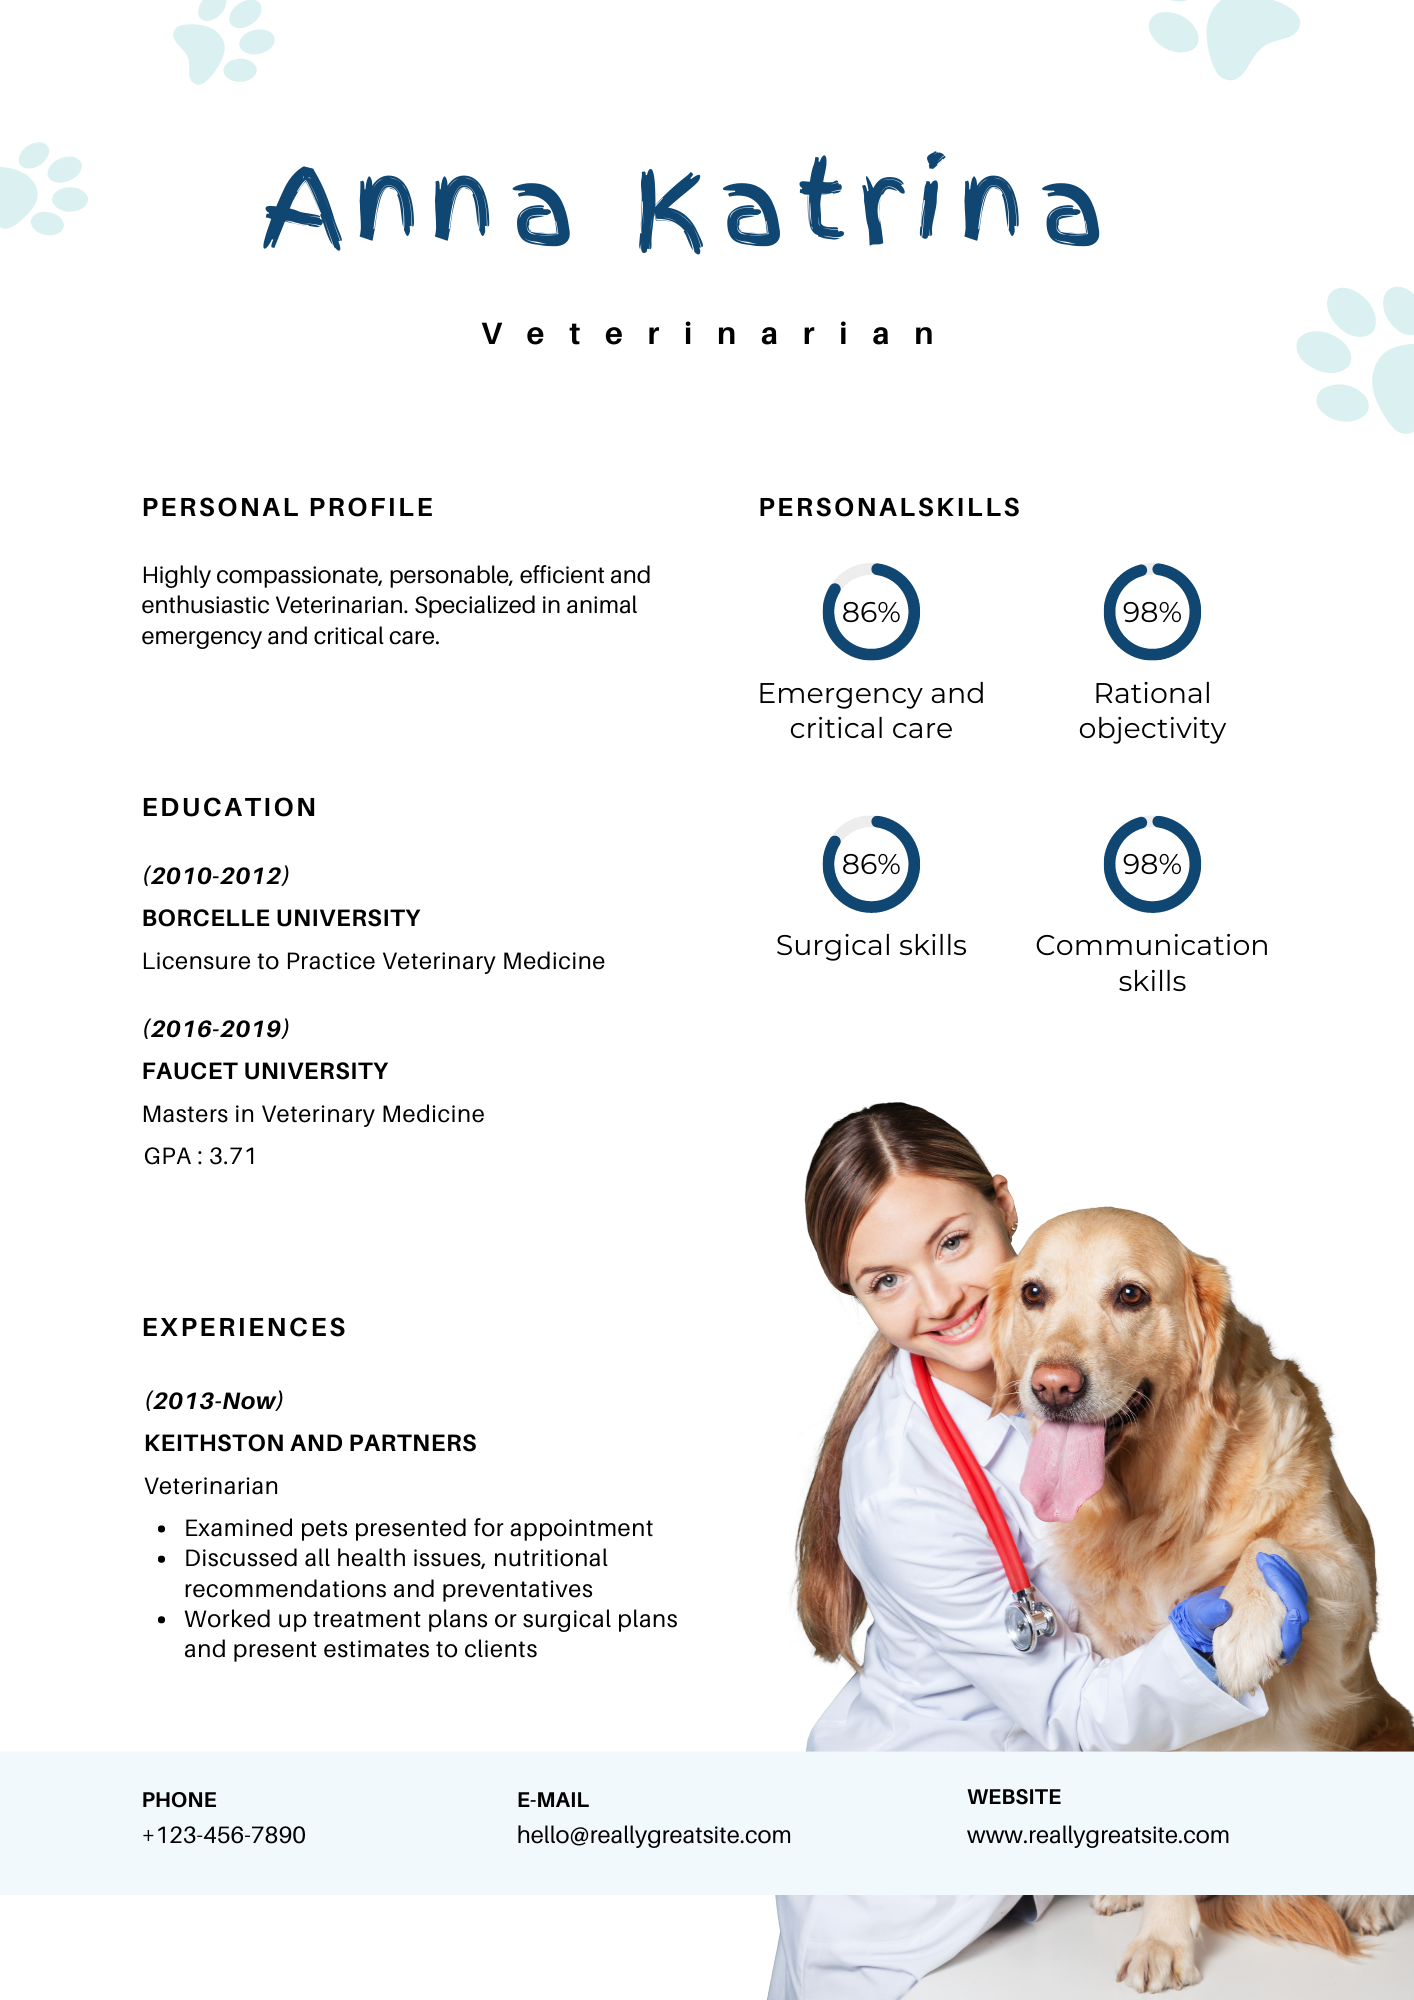 Anna Katrina
Veterinarian
PERSONAL PROFILE
Highly compassionate, personable, efficient and
enthusiastic Veterinarian. Specialized in animal
emergency and critical care.
EDUCATION
(2010-2012)
BORCELLE UNIVERSITY
Licensure to Practice Veterinary Medicine
(2016-2019)
FAUCET UNIVERSITY
Masters in Veterinary Medicine
GPA : 3.71
EXPERIENCES
(2013-Now)
KEITHSTON AND PARTNERS
Veterinarian
• Examined pets presented for appointment
• Discussed all health issues, nutritional
recommendations and preventatives
• Worked up treatment plans or surgical plans
and present estimates to clients
PERSONALSKILLS
86%
Emergency and
critical care
98%
Rational
objectivity
86%
Surgical skills
98%
Communication
skills
PHONE
+123-456-7890
E-MAIL
hello@reallygreatsite.com
WEBSITE
www.reallygreatsite.com